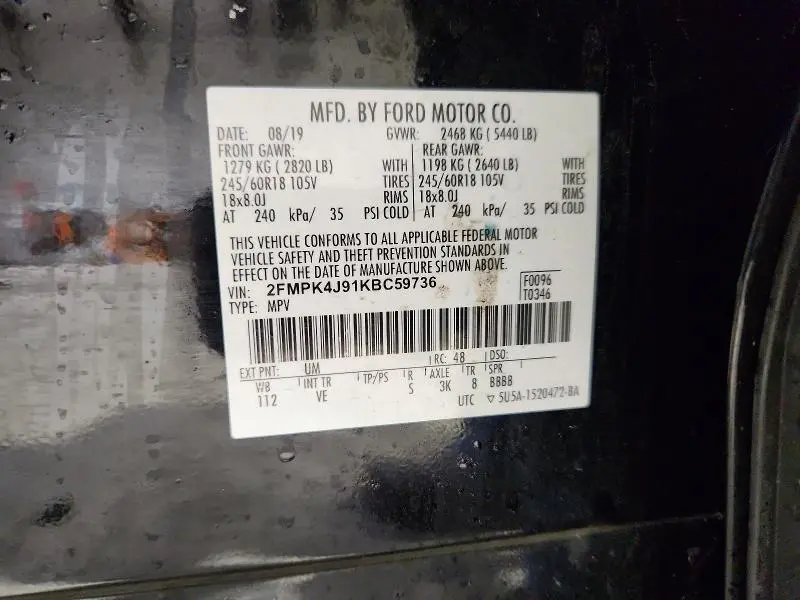 MFD. BY FORD MOTOR CO.
DATE: 08/19 GVWR: 2468 KG ( 5440 LB)
FRONT GAWR: REAR GAWR:
1279 KG ( 2820 LB) WITH 1198 KG ( 2640 LB) WITH
245/60R18 105V TIRES 245/60R18 105V TIRES
18x8.0J RIMS 18x8.0J RIMS
AT 240 kPa/ 35 PSI COLD AT 240 kPa/ 35 PSI COLD
THIS VEHICLE CONFORMS TO ALL APPLICABLE FEDERAL MOTOR
VEHICLE SAFETY AND THEFT PREVENTION STANDARDS IN
EFFECT ON THE DATE OF MANUFACTURE SHOWN ABOVE.
VIN: 2FMPK4J91KBC59736 F0096
TYPE: MPV T0346
EXT PNT: UM RC: 48 DSO:
WB INT TR TP/PS R AXLE TR SPR
112 VE S 3K 8 BBBB
UTC ▽ 5U5A-1520472-BA